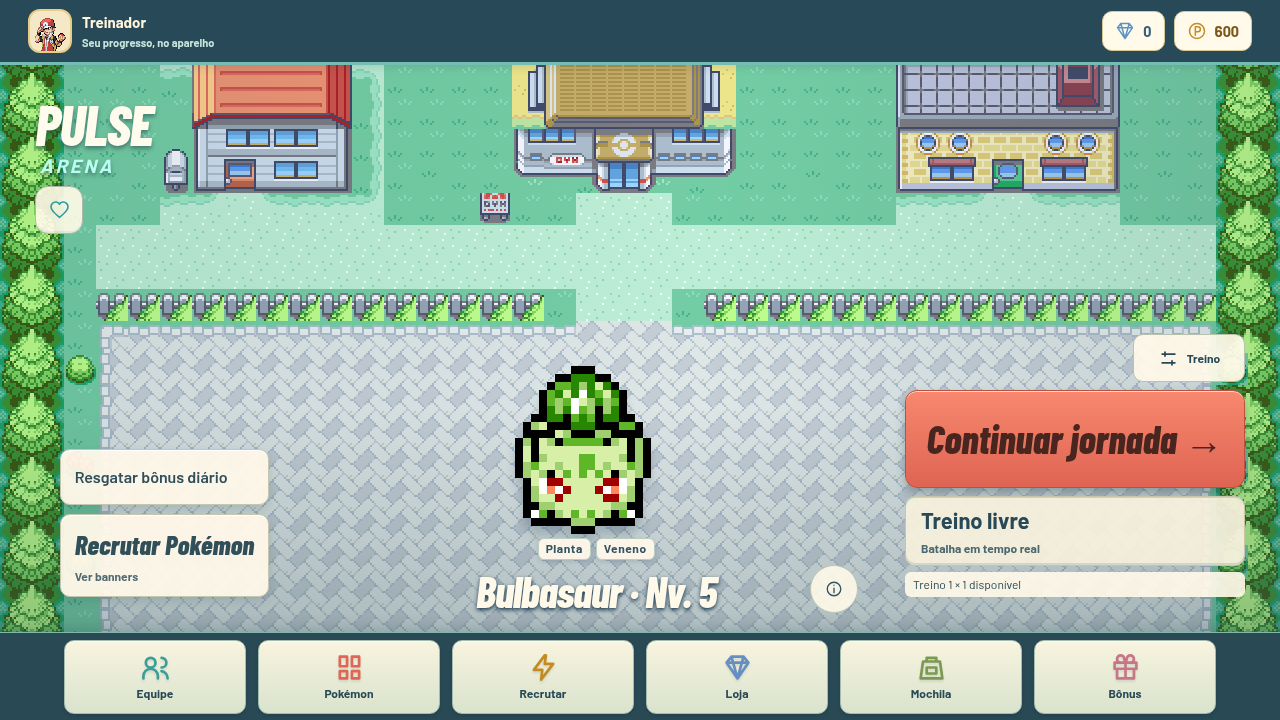 Treinador
Seu progresso, no aparelho
0
600
PULSE
ARENA
Treino
Continuar jornada →
Resgatar bônus diário
Treino livre
Batalha em tempo real
Recrutar Pokémon
Ver banners
Treino 1 × 1 disponível
Planta
Veneno
Bulbasaur · Nv. 5
Equipe
Pokémon
Recrutar
Loja
Mochila
Bônus